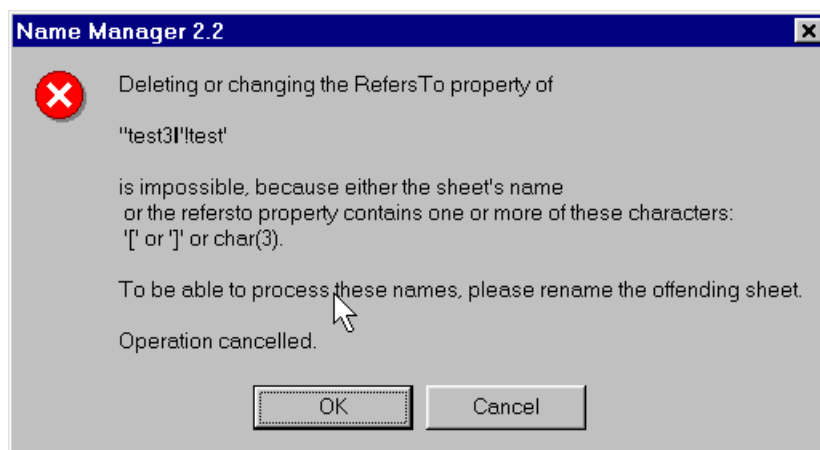 Name Manager 2.2
Deleting or changing the RefersTo property of
''test3I'!test'
is impossible, because either the sheet's name
or the refersto property contains one or more of these characters:
'[' or ']' or char(3).
To be able to process these names, please rename the offending sheet.
Operation cancelled.
OK
Cancel